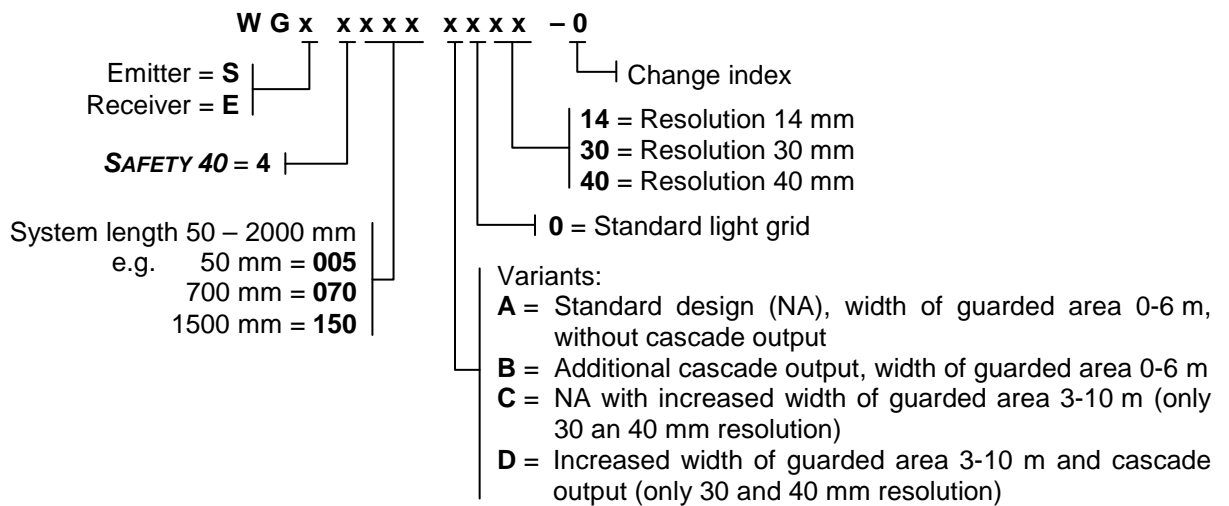 WGx xxxx xxxx –0
Emitter = S
Receiver = E
Change index
14 = Resolution 14 mm
30 = Resolution 30 mm
40 = Resolution 40 mm
SAFETY 40 = 4
0 = Standard light grid
System length 50 – 2000 mm
e.g. 50 mm = 005
700 mm = 070
1500 mm = 150
Variants:
A = Standard design (NA), width of guarded area 0-6 m,
without cascade output
B = Additional cascade output, width of guarded area 0-6 m
C = NA with increased width of guarded area 3-10 m (only
30 an 40 mm resolution)
D = Increased width of guarded area 3-10 m and cascade
output (only 30 and 40 mm resolution)